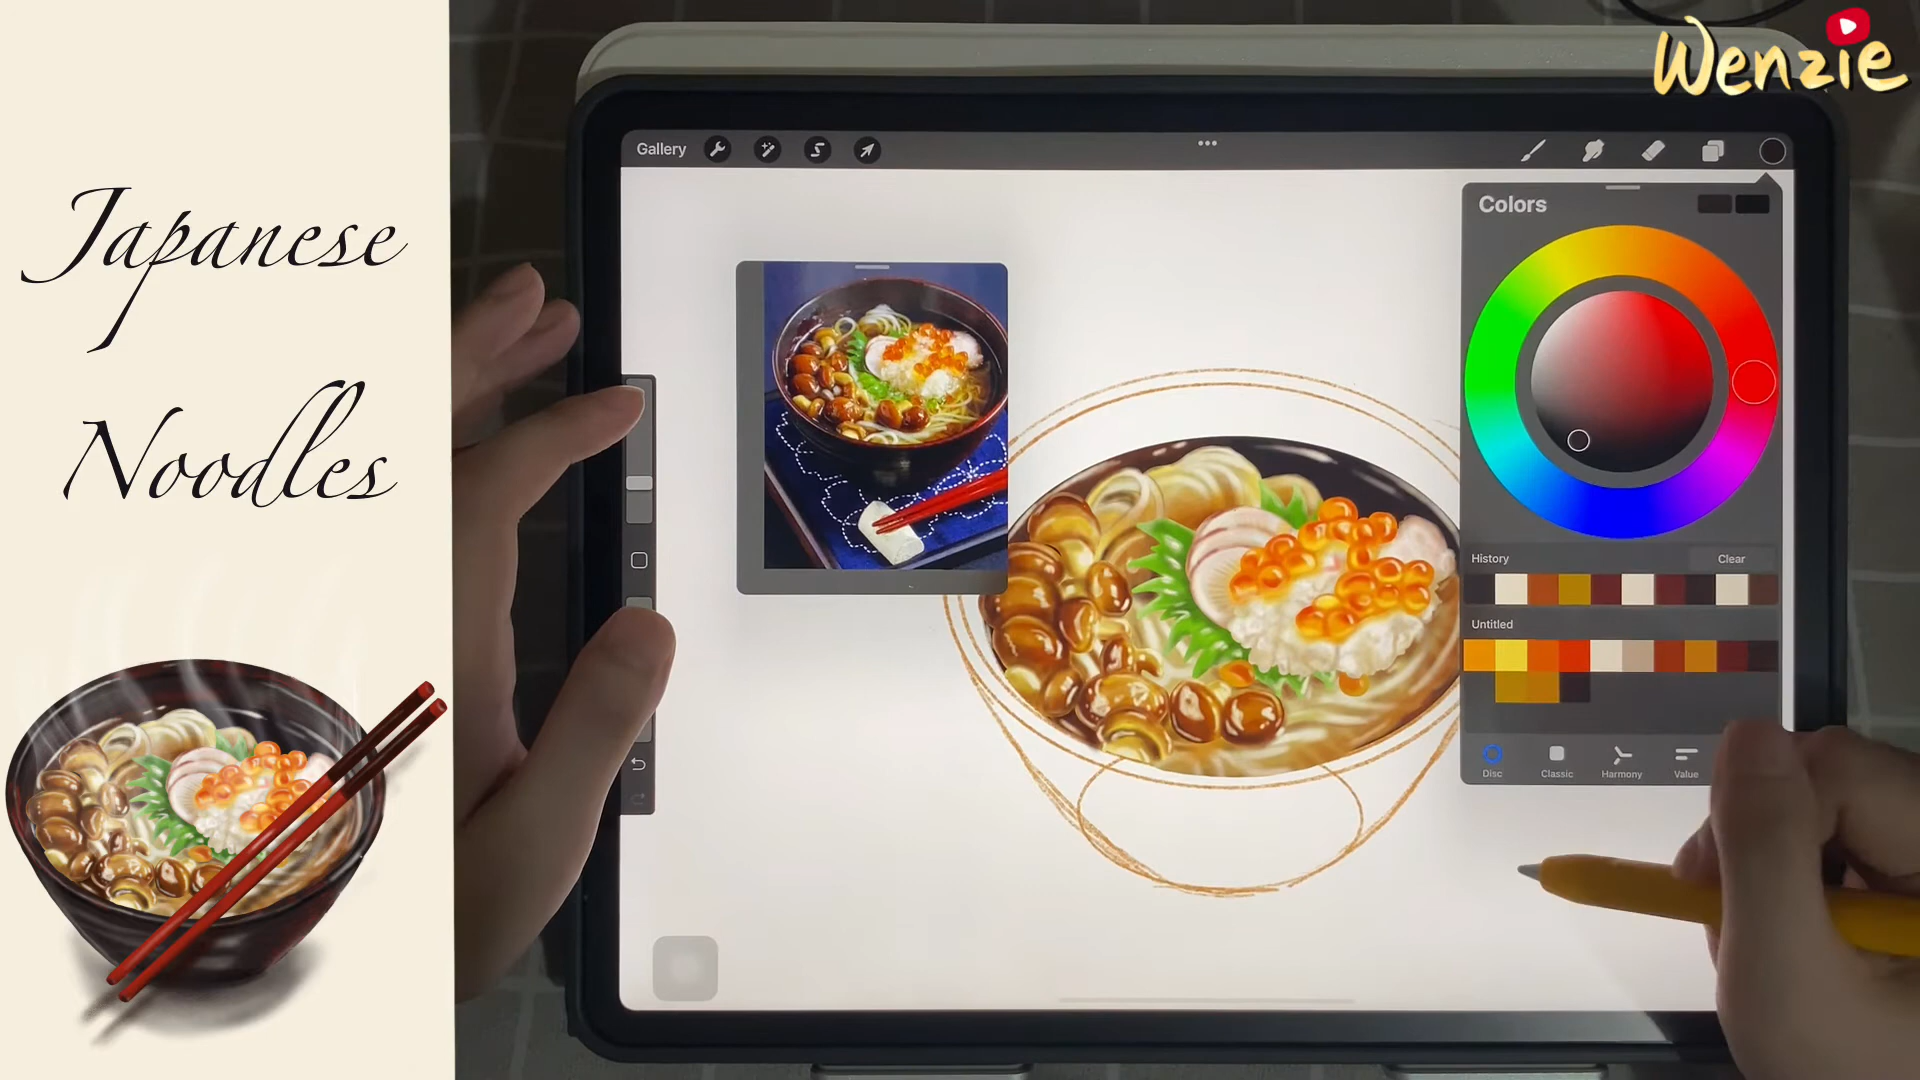 Japanese
Noodles
Wenzie
Gallery
Colors
History
Clear
Untitled
Disc
Classic
Harmony
Value